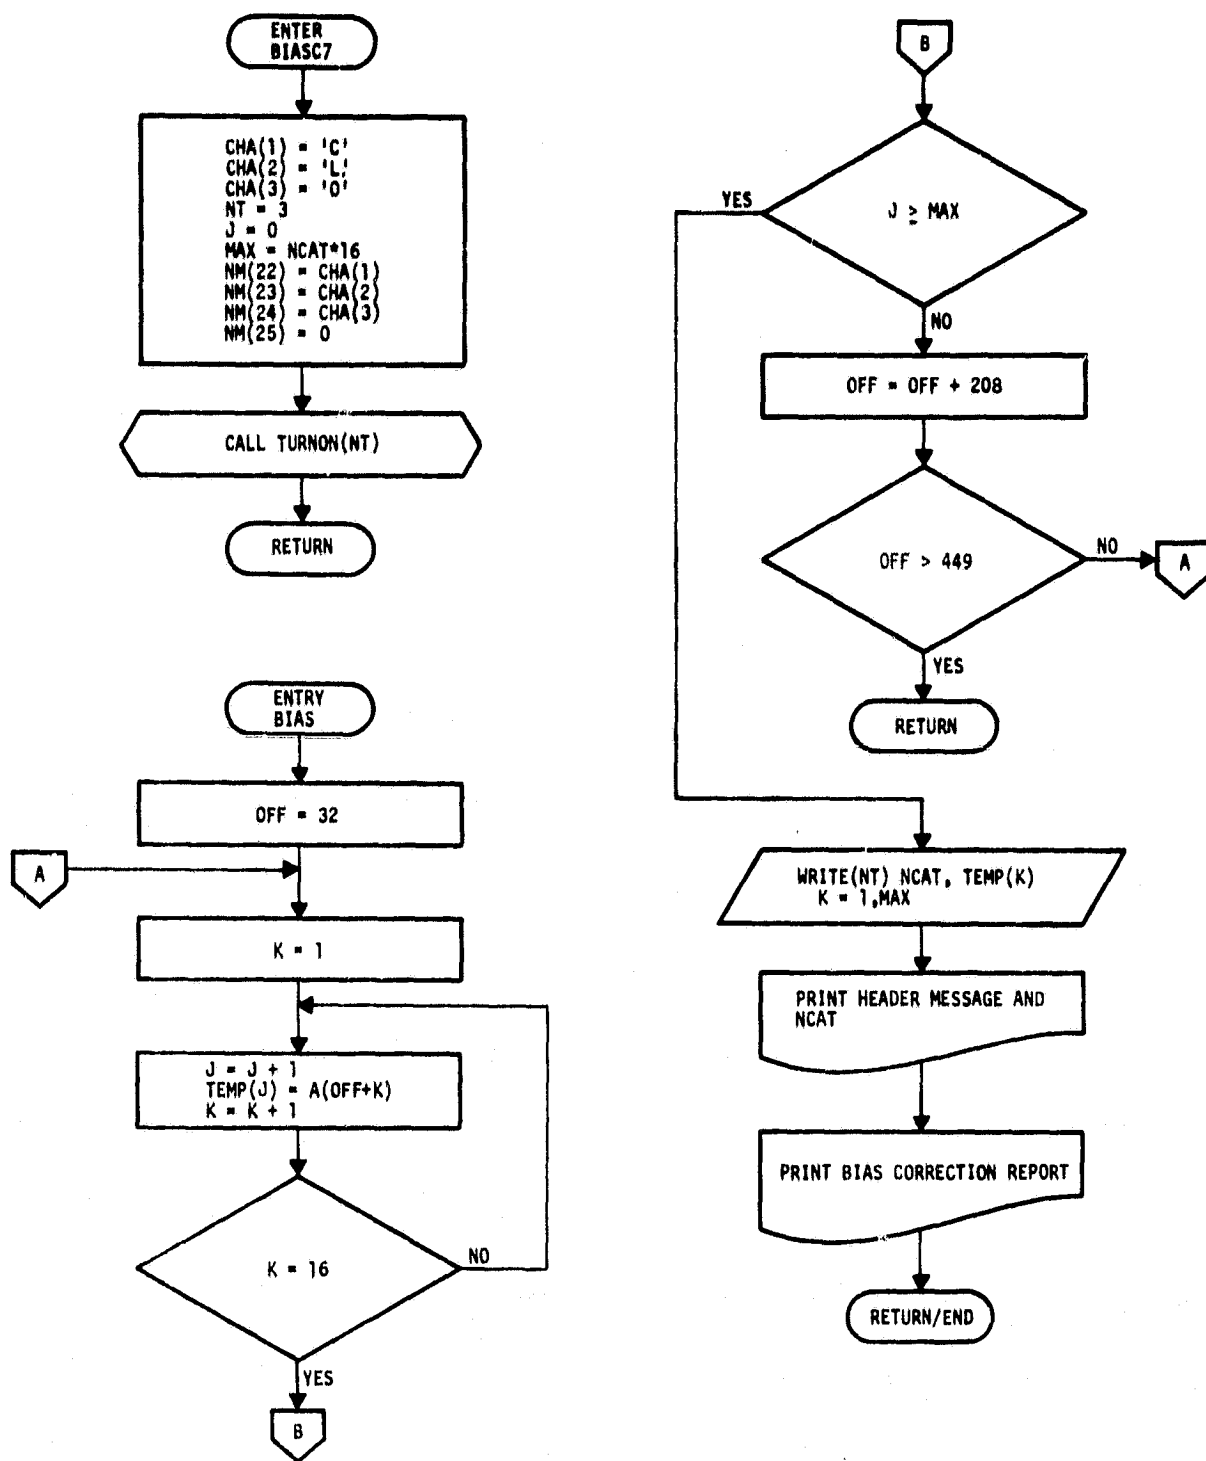 ENTER
BIASC7
CHA(1) = 'C'
CHA(2) = 'L'
CHA(3) = '0'
NT = 3
J = 0
MAX = NCAT*16
NM(22) = CHA(1)
NM(23) = CHA(2)
NM(24) = CHA(3)
NM(25) = 0
CALL TURNON(NT)
RETURN
ENTRY
BIAS
OFF = 32
A
K = 1
J = J + 1
TEMP(J) = A(OFF+K)
K = K + 1
K = 16
NO
YES
B
B
J ≥ MAX
YES
NO
OFF = OFF + 208
OFF > 449
NO
A
YES
RETURN
WRITE(NT) NCAT, TEMP(K)
K = 1,MAX
PRINT HEADER MESSAGE AND
NCAT
PRINT BIAS CORRECTION REPORT
RETURN/END